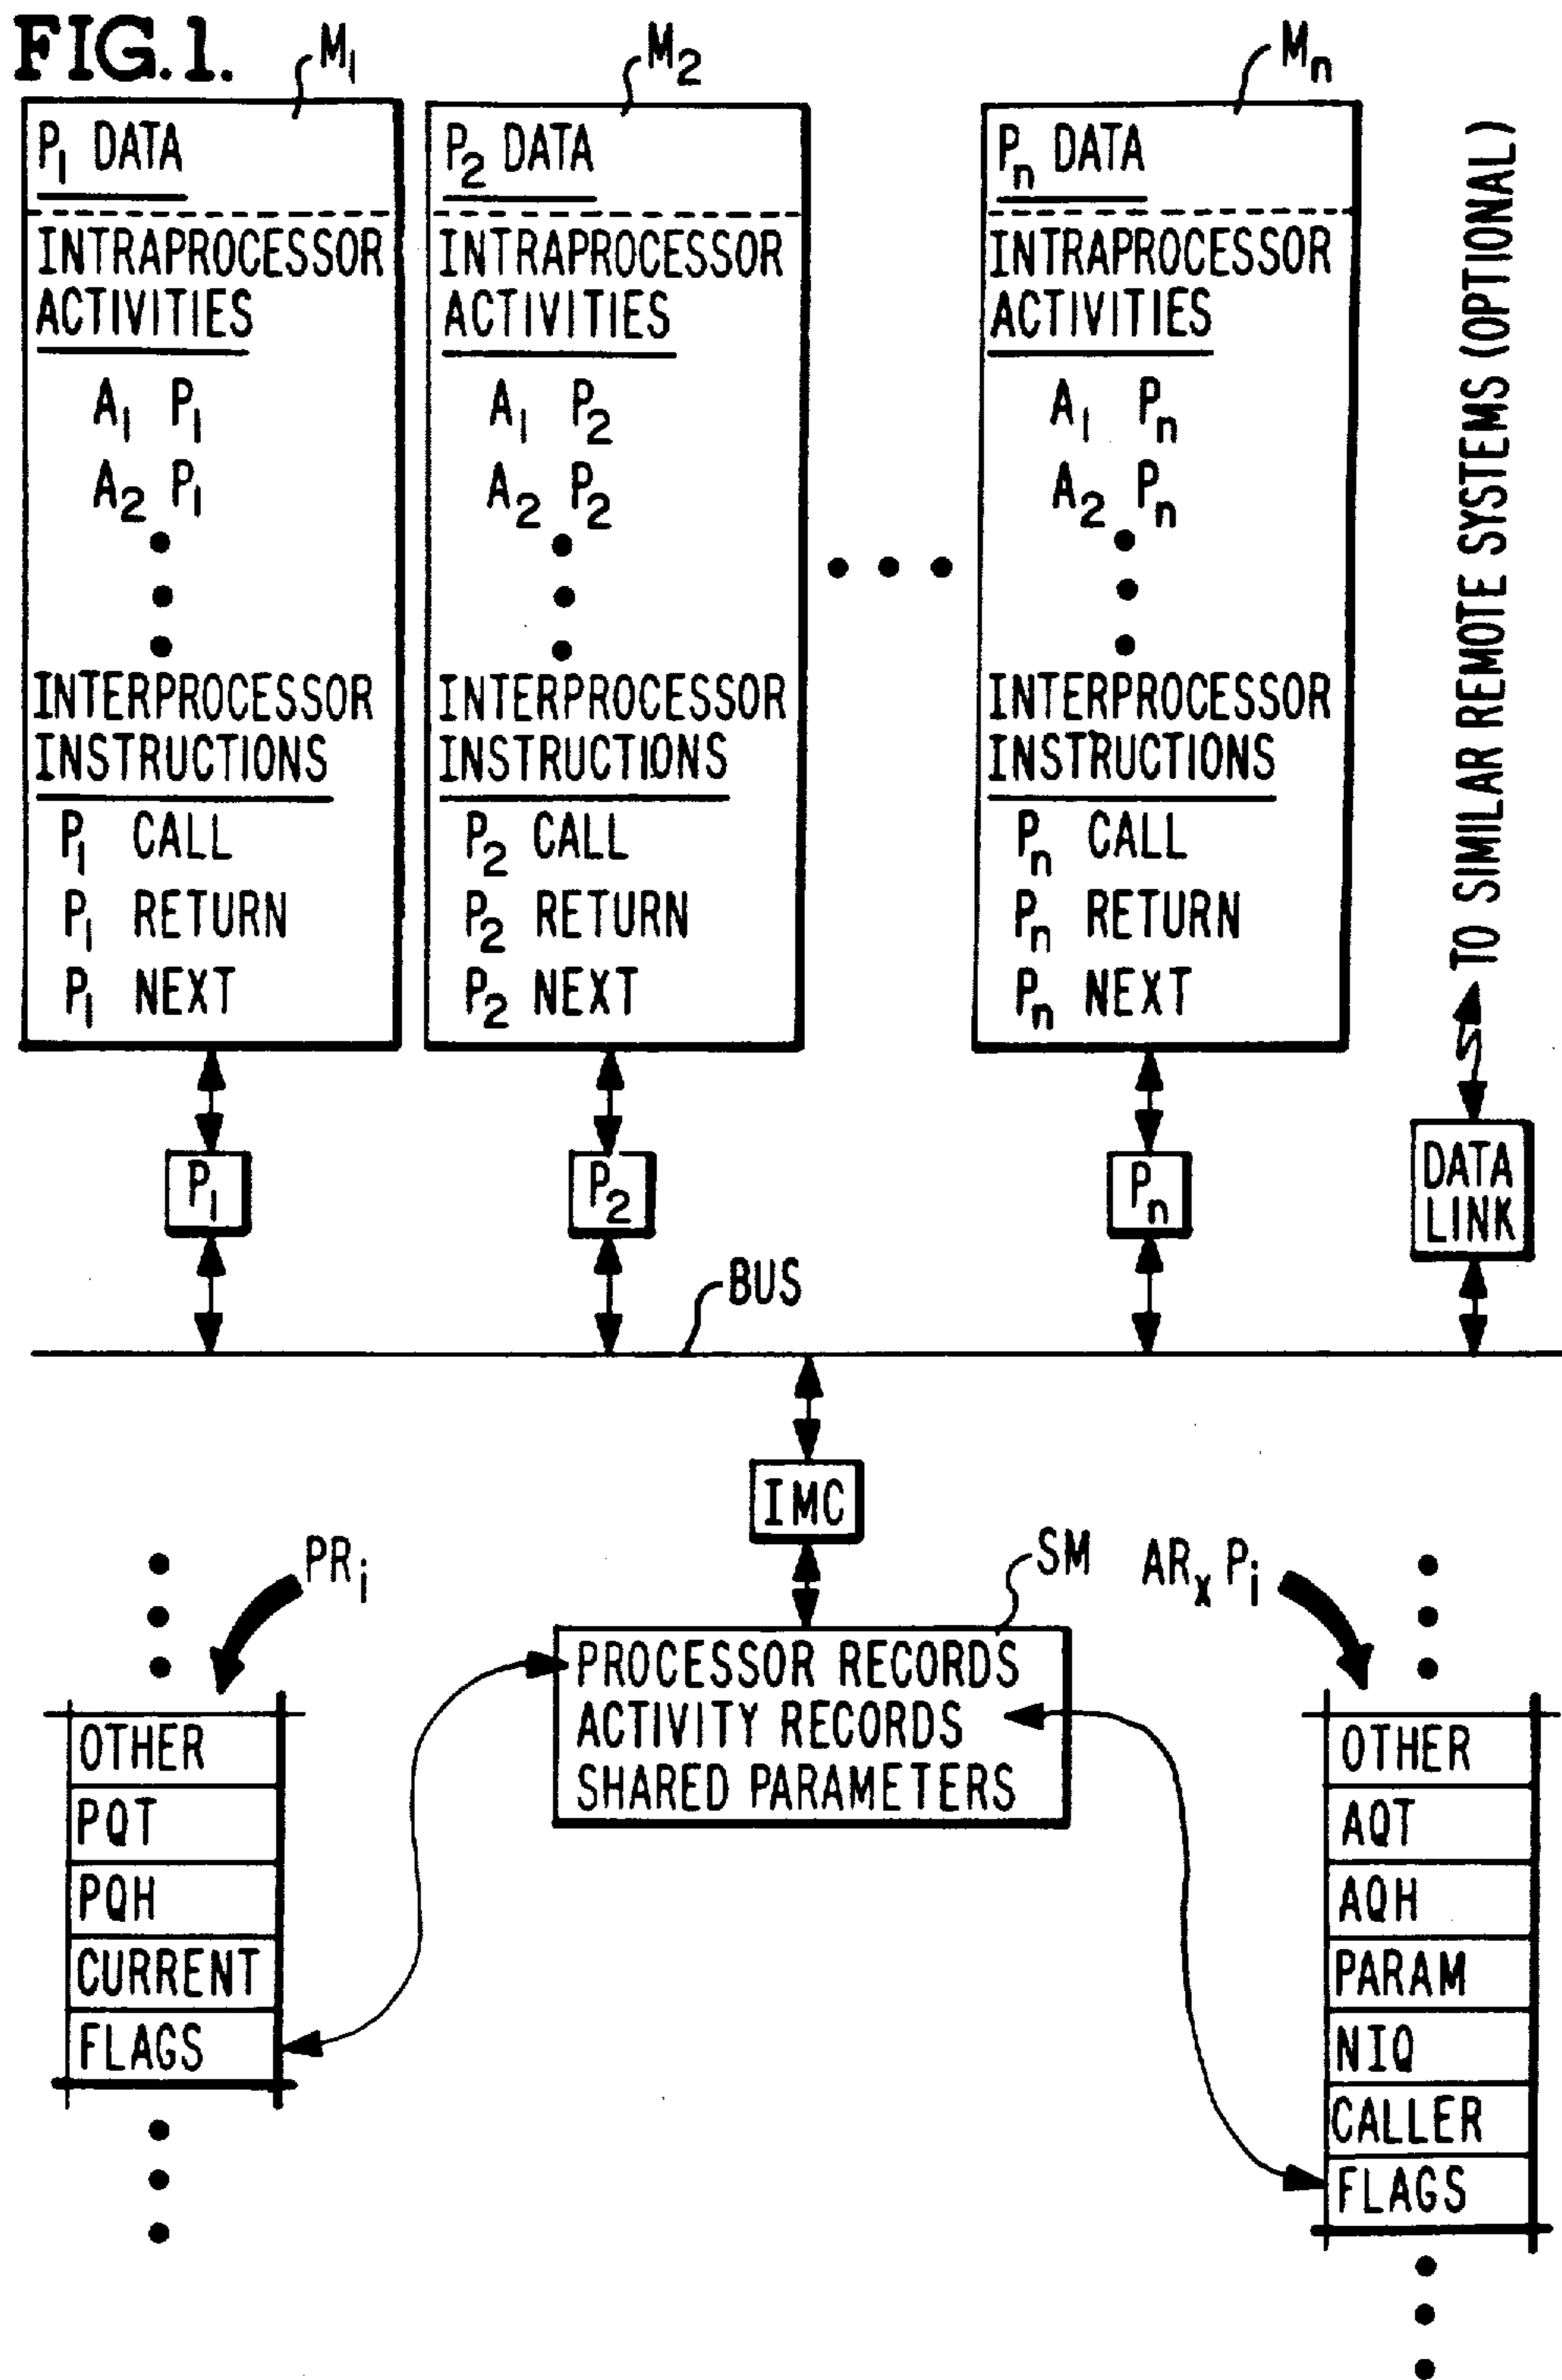 FIG.1.
M₁
P₁ DATA
INTRAPROCESSOR
ACTIVITIES
A₁ P₁
A₂ P₁
INTERPROCESSOR
INSTRUCTIONS
P₁ CALL
P₁ RETURN
P₁ NEXT
M₂
P₂ DATA
INTRAPROCESSOR
ACTIVITIES
A₁ P₂
A₂ P₂
INTERPROCESSOR
INSTRUCTIONS
P₂ CALL
P₂ RETURN
P₂ NEXT
Mₙ
Pₙ DATA
INTRAPROCESSOR
ACTIVITIES
A₁ Pₙ
A₂ Pₙ
INTERPROCESSOR
INSTRUCTIONS
Pₙ CALL
Pₙ RETURN
Pₙ NEXT
TO SIMILAR REMOTE SYSTEMS (OPTIONAL)
P₁
P₂
Pₙ
DATA
LINK
BUS
IMC
SM
PROCESSOR RECORDS
ACTIVITY RECORDS
SHARED PARAMETERS
PRᵢ
OTHER
PQT
PQH
CURRENT
FLAGS
ARₓ Pᵢ
OTHER
AQT
AQH
PARAM
NIQ
CALLER
FLAGS